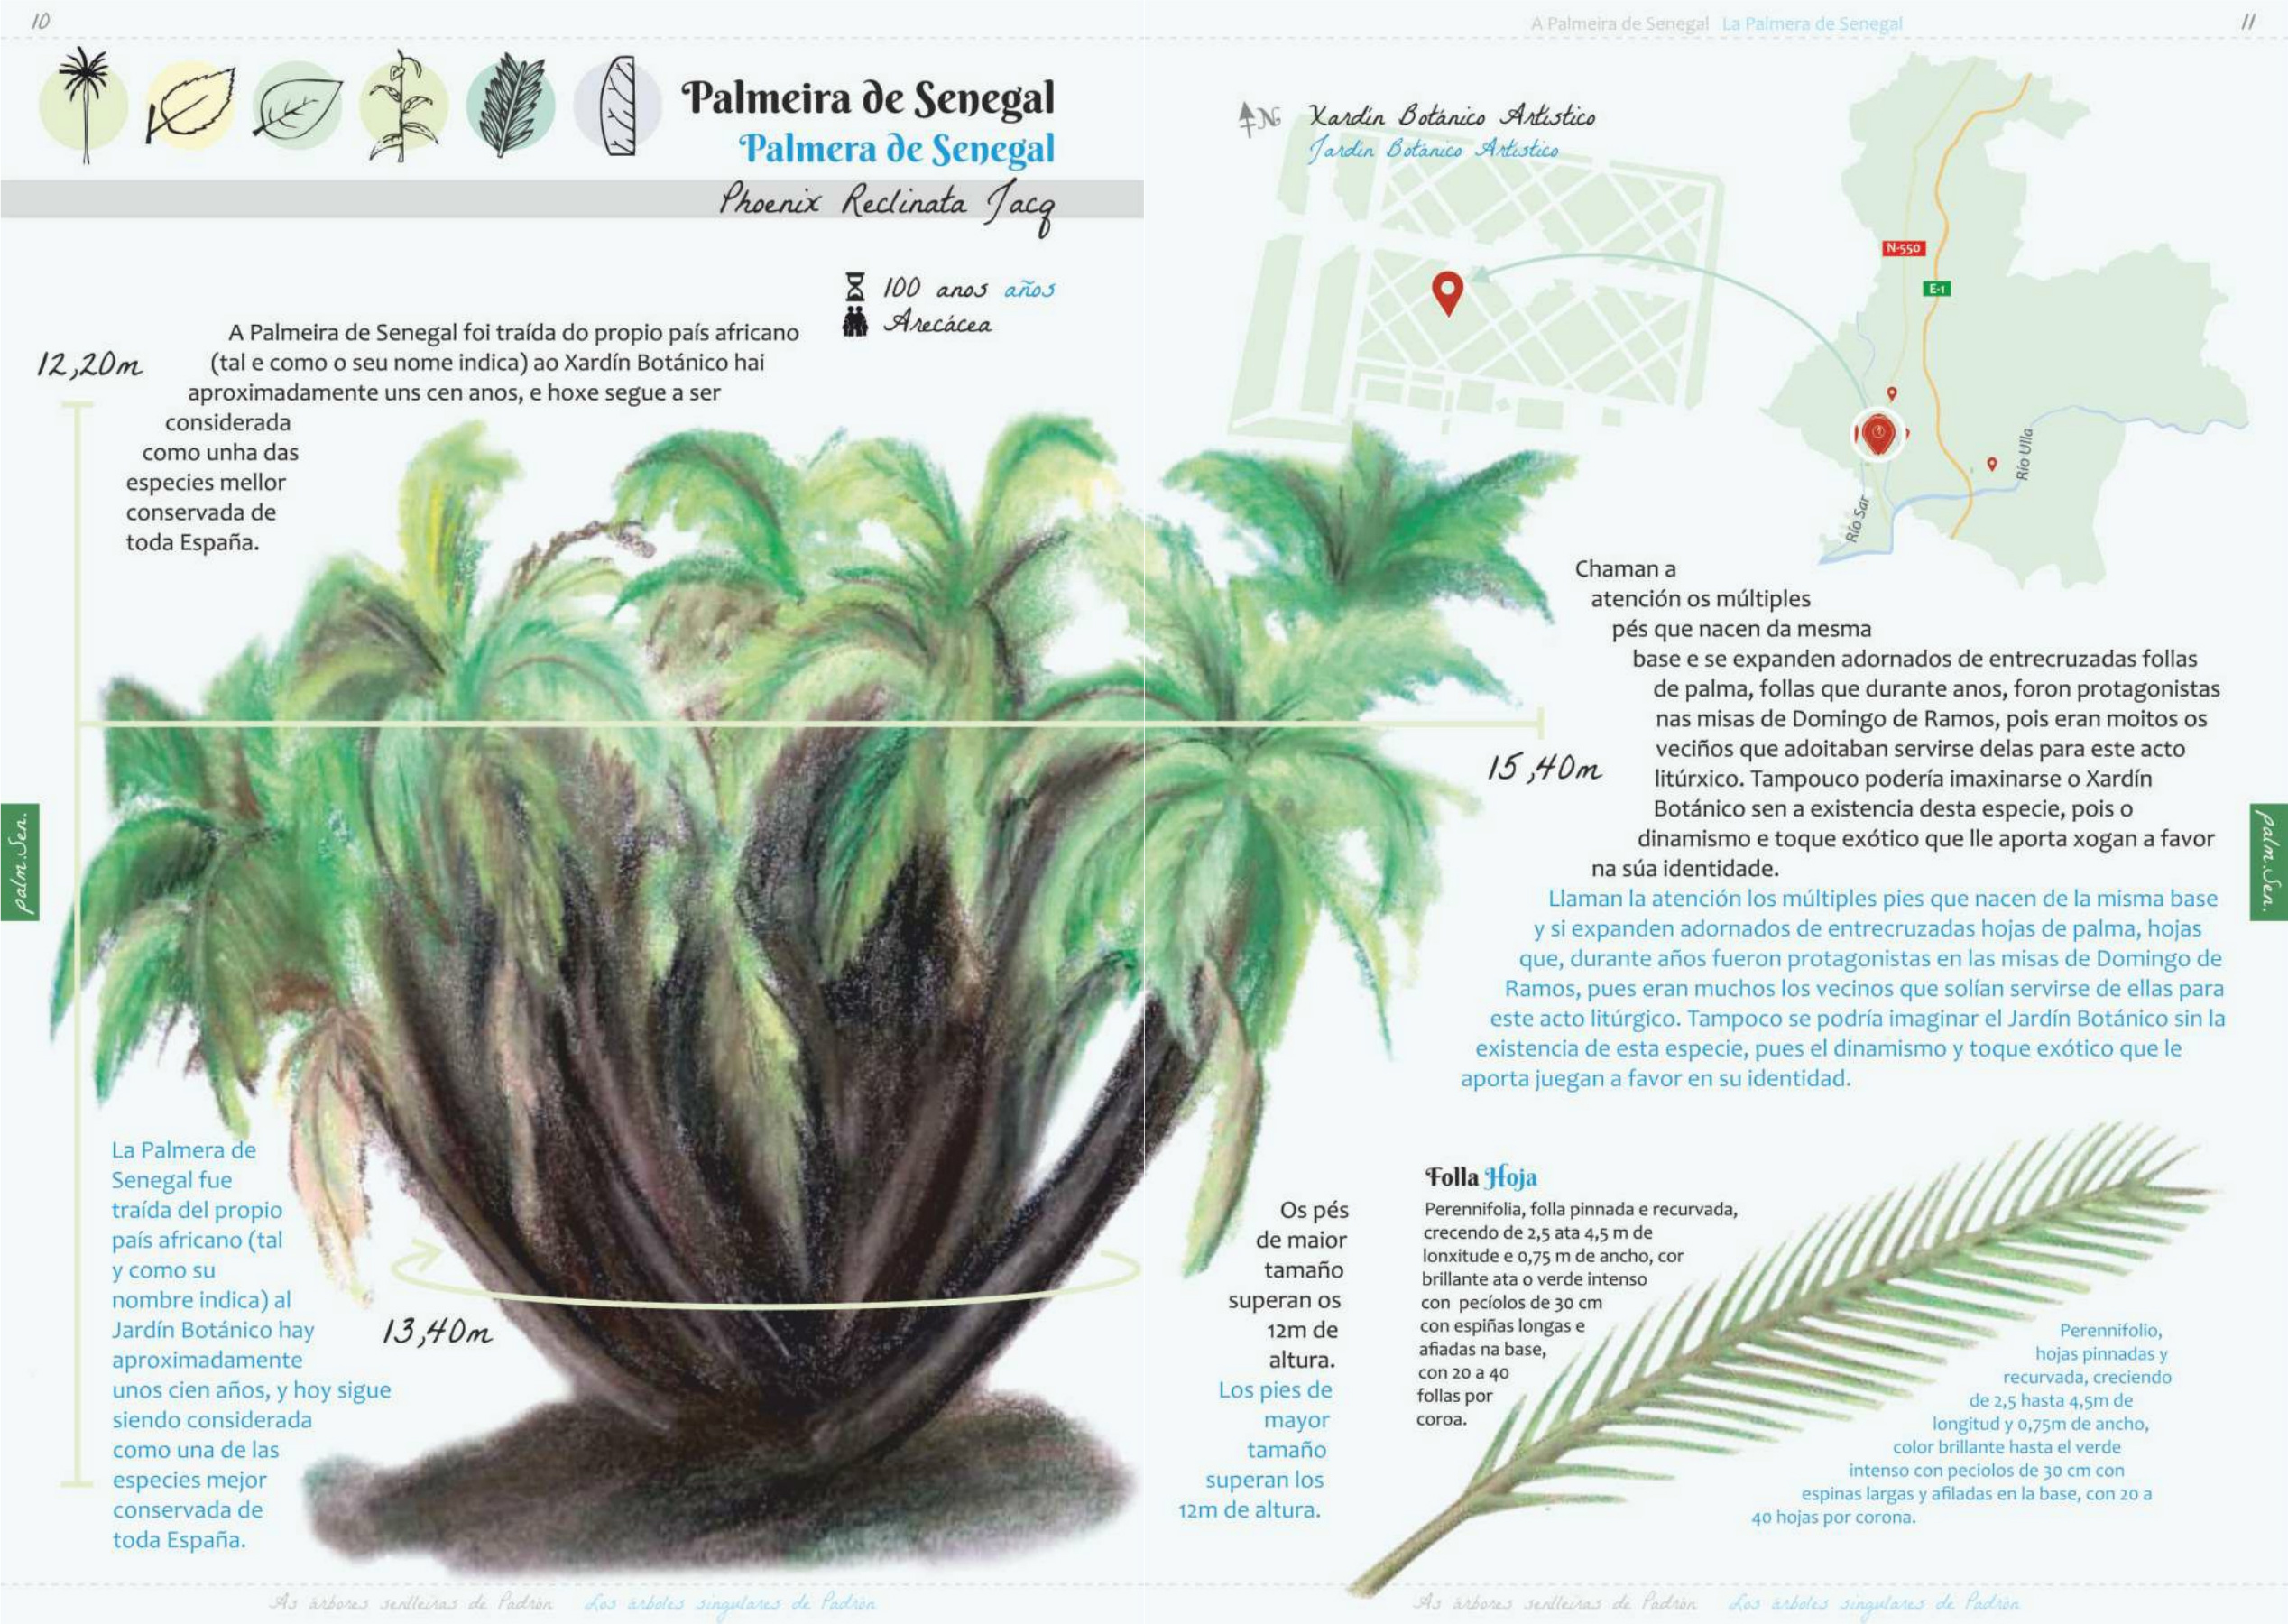 10
Palmeira de Senegal
Palmera de Senegal
Phoenix Reclinata Jacq
100 anos años
Arecácea
12,20m
A Palmeira de Senegal foi traída do propio país africano
(tal e como o seu nome indica) ao Xardín Botánico hai
aproximadamente uns cen anos, e hoxe segue a ser
considerada
como unha das
especies mellor
conservada de
toda España.
palm.Sen.
La Palmera de
Senegal fue
traída del propio
país africano (tal
y como su
nombre indica) al
Jardín Botánico hay
aproximadamente
unos cien años, y hoy sigue
siendo considerada
como una de las
especies mejor
conservada de
toda España.
13,40m
As árbores senlleiras de Padrón Los árboles singulares de Padrón
A Palmeira de Senegal La Palmera de Senegal
11
N
Xardín Botánico Artístico
Jardín Botánico Artístico
N-550
E-1
Río Ulla
Río Sar
15,40m
Chaman a
atención os múltiples
pés que nacen da mesma
base e se expanden adornados de entrecruzadas follas
de palma, follas que durante anos, foron protagonistas
nas misas de Domingo de Ramos, pois eran moitos os
veciños que adoitaban servirse delas para este acto
litúrxico. Tampouco podería imaxinarse o Xardín
Botánico sen a existencia desta especie, pois o
dinamismo e toque exótico que lle aporta xogan a favor
na súa identidade.
Llaman la atención los múltiples pies que nacen de la misma base
y si expanden adornados de entrecruzadas hojas de palma, hojas
que, durante años fueron protagonistas en las misas de Domingo de
Ramos, pues eran muchos los vecinos que solían servirse de ellas para
este acto litúrgico. Tampoco se podría imaginar el Jardín Botánico sin la
existencia de esta especie, pues el dinamismo y toque exótico que le
aporta juegan a favor en su identidad.
palm.Sen.
Os pés
de maior
tamaño
superan os
12m de
altura.
Los pies de
mayor
tamaño
superan los
12m de altura.
Folla Hoja
Perennifolia, folla pinnada e recurvada,
crecendo de 2,5 ata 4,5 m de
lonxitude e 0,75 m de ancho, cor
brillante ata o verde intenso
con pecíolos de 30 cm
con espiñas longas e
afiadas na base,
con 20 a 40
follas por
coroa.
Perennifolio,
hojas pinnadas y
recurvada, creciendo
de 2,5 hasta 4,5m de
longitud y 0,75m de ancho,
color brillante hasta el verde
intenso con peciolos de 30 cm con
espinas largas y afiladas en la base, con 20 a
40 hojas por corona.
As árbores senlleiras de Padrón Los árboles singulares de Padrón